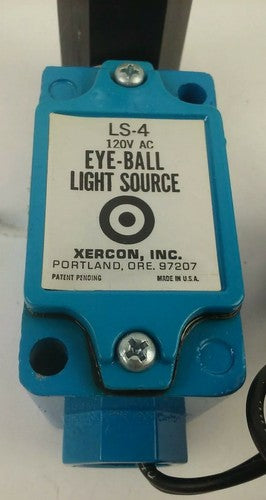 LS-4
120V AC
EYE-BALL
LIGHT SOURCE
XERCON, INC.
PORTLAND, ORE. 97207
PATENT PENDING MADE IN U.S.A.